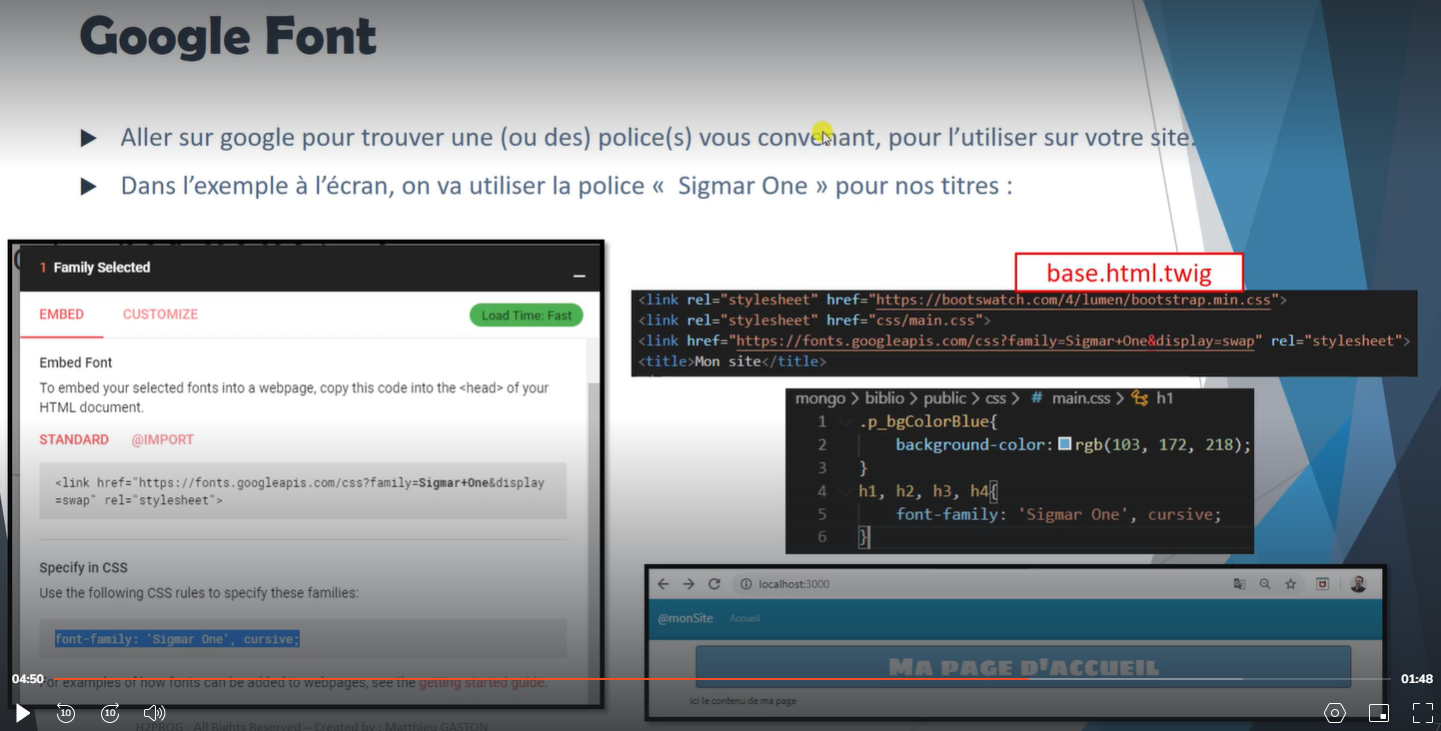 Google Font
Aller sur google pour trouver une (ou des) police(s) vous convenant, pour l'utiliser sur votre site.
Dans l'exemple à l'écran, on va utiliser la police « Sigmar One » pour nos titres :
1 Family Selected
EMBED CUSTOMIZE Load Time: Fast
Embed Font
To embed your selected fonts into a webpage, copy this code into the <head> of your
HTML document.
STANDARD @IMPORT
<link href="https://fonts.googleapis.com/css?family=Sigmar+One&display
=swap" rel="stylesheet">
Specify in CSS
Use the following CSS rules to specify these families:
font-family: 'Sigmar One', cursive;
For examples of how fonts can be added to webpages, see the getting started guide.
base.html.twig
<link rel="stylesheet" href="https://bootswatch.com/4/lumen/bootstrap.min.css">
<link rel="stylesheet" href="css/main.css">
<link href="https://fonts.googleapis.com/css?family=Sigmar+One&display=swap" rel="stylesheet">
<title>Mon site</title>
mongo > biblio > public > css > # main.css > h1
1 .p_bgColorBlue{
2 background-color: rgb(103, 172, 218);
3 }
4 h1, h2, h3, h4{
5 font-family: 'Sigmar One', cursive;
6 }
localhost:3000
@monSite Accueil
Ma page d'accueil
ici le contenu de ma page
04:50
01:48
10 10
H2PROG - All Rights Reserved – Created by : Matthieu GASTON